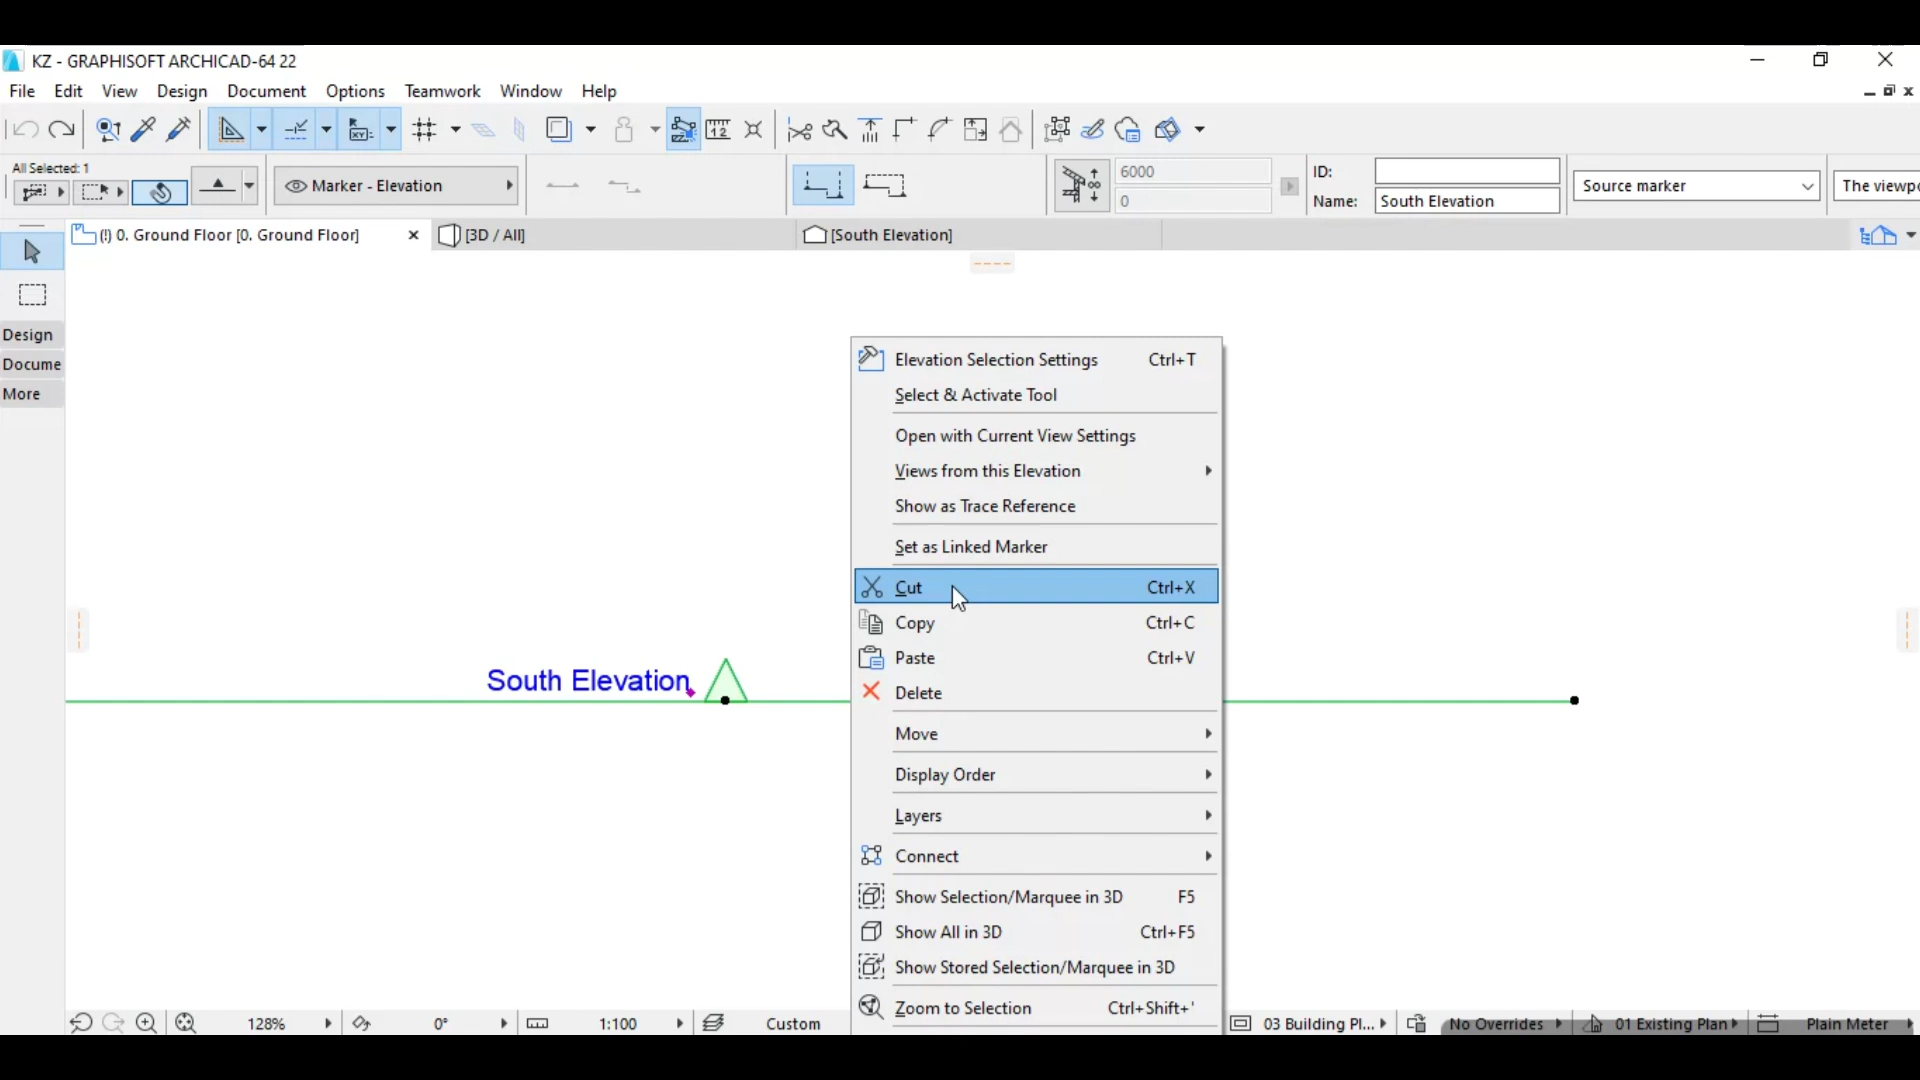 KZ - GRAPHISOFT ARCHICAD-64 22
File Edit View Design Document Options Teamwork Window Help
All Selected: 1
Marker - Elevation
6000
0
ID:
Name: South Elevation
Source marker
The viewpo
(!) 0. Ground Floor [0. Ground Floor]
[3D / All]
[South Elevation]
Design
Docume
More
South Elevation
Elevation Selection Settings Ctrl+T
Select & Activate Tool
Open with Current View Settings
Views from this Elevation
Show as Trace Reference
Set as Linked Marker
Cut Ctrl+X
Copy Ctrl+C
Paste Ctrl+V
Delete
Move
Display Order
Layers
Connect
Show Selection/Marquee in 3D F5
Show All in 3D Ctrl+F5
Show Stored Selection/Marquee in 3D
Zoom to Selection Ctrl+Shift+'
128% 0° 1:100 Custom 03 Building Pl... No Overrides 01 Existing Plan Plain Meter